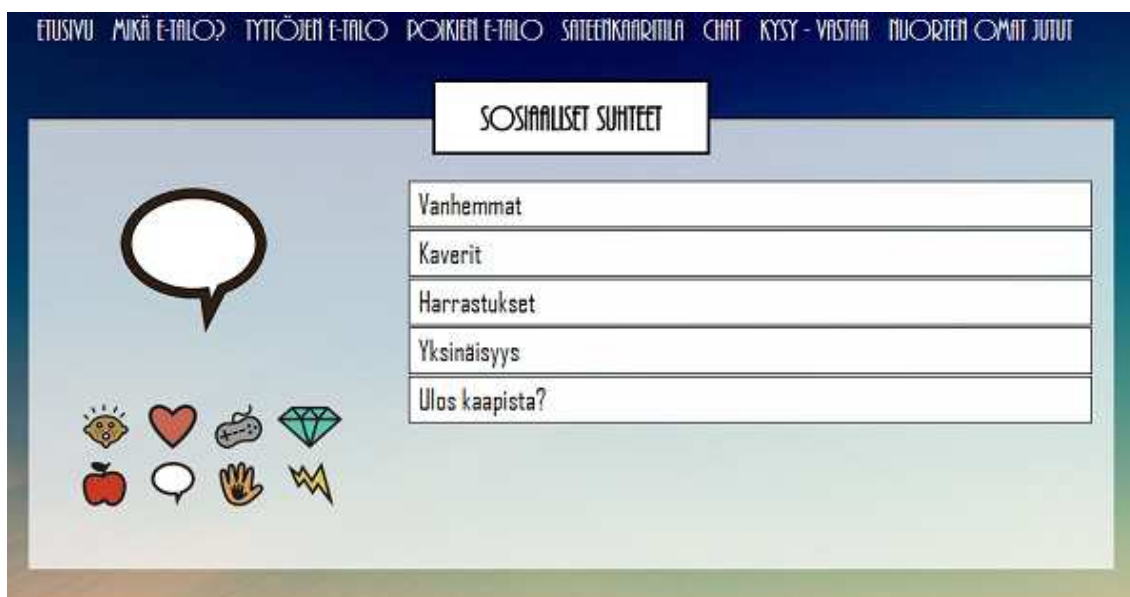 ETUSIVU MIKÄ E-TALO? TYTTÖJEN E-TALO POIKIEN E-TALO SATEENKAARITILA CHAT KYSY - VASTAA NUORTEN OMAT JUTUT
SOSIAALISET SUHTEET
Vanhemmat
Kaverit
Harrastukset
Yksinäisyys
Ulos kaapista?